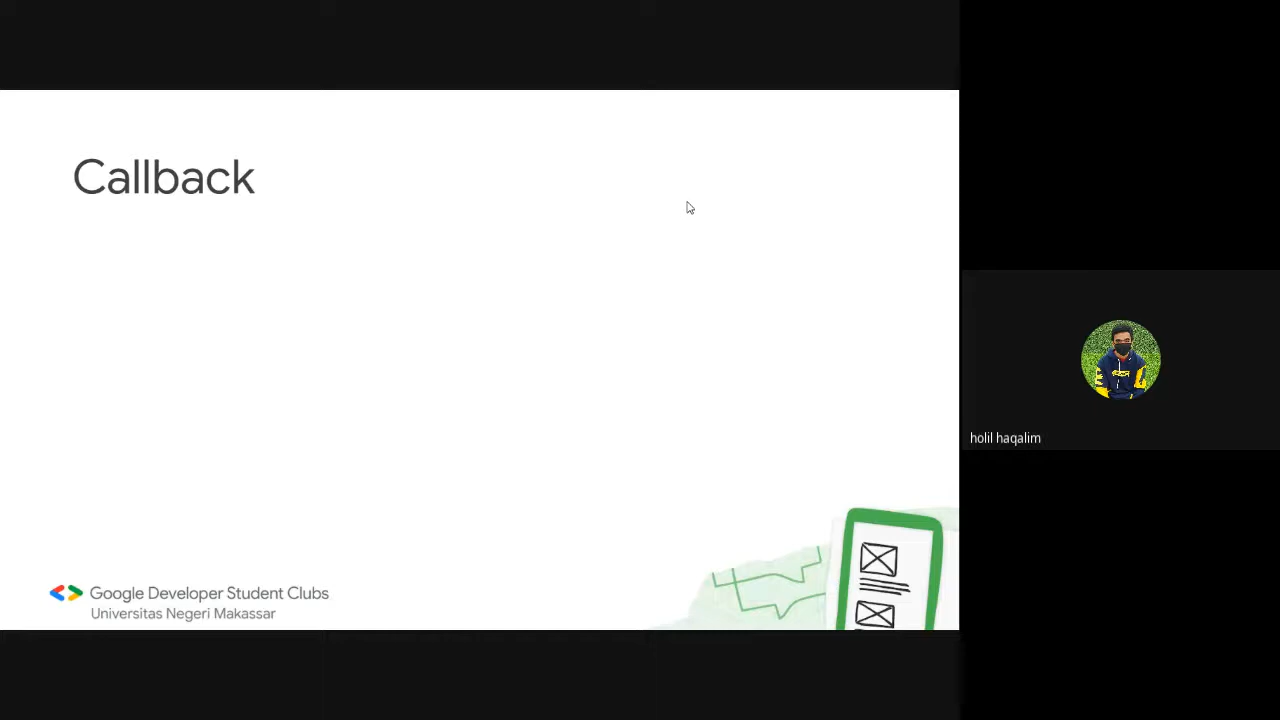 Callback
holil haqalim
Google Developer Student Clubs
Universitas Negeri Makassar